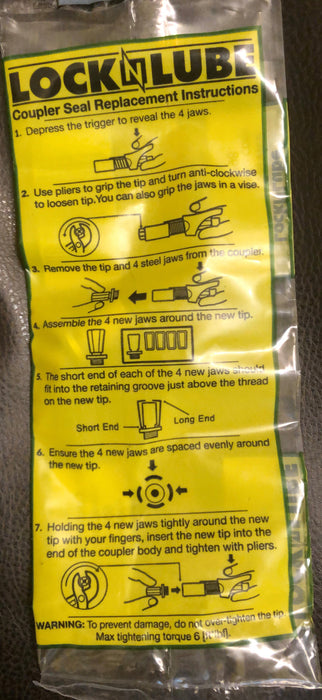 LOCKNLUBE
Coupler Seal Replacement Instructions
1. Depress the trigger to reveal the 4 jaws.
2. Use pliers to grip the tip and turn anti-clockwise
to loosen tip. You can also grip the jaws in a vise.
3. Remove the tip and 4 steel jaws from the coupler.
4. Assemble the 4 new jaws around the new tip.
5. The short end of each of the 4 new jaws should
fit into the retaining groove just above the thread
on the new tip.
Short End
Long End
6. Ensure the 4 new jaws are spaced evenly around
the new tip.
7. Holding the 4 new jaws tightly around the new
tip with your fingers, insert the new tip into the
end of the coupler body and tighten with pliers.
WARNING: To prevent damage, do not over-tighten the tip.
Max tightening torque 6